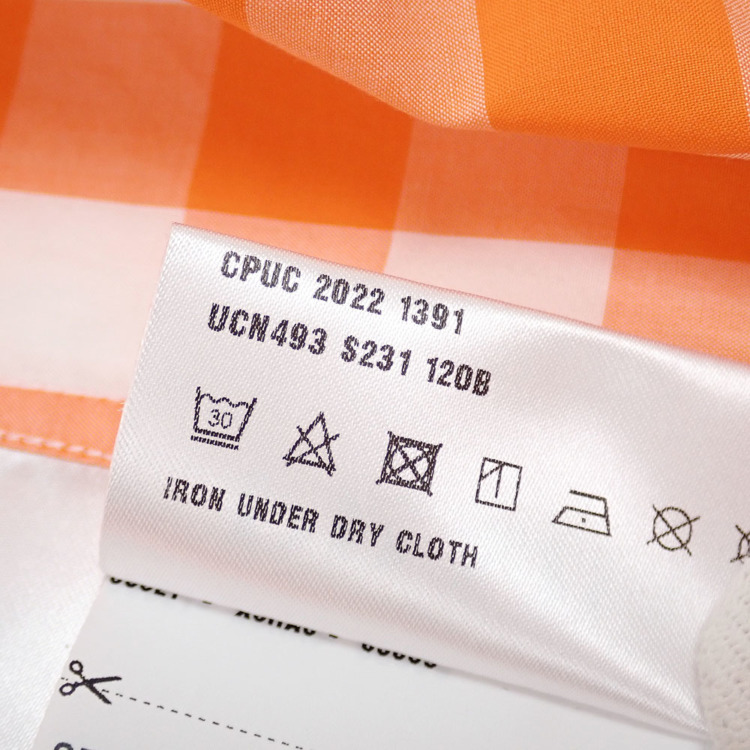 CPUC 2022 1391
UCN493 S231 120B
30
IRON UNDER DRY CLOTH